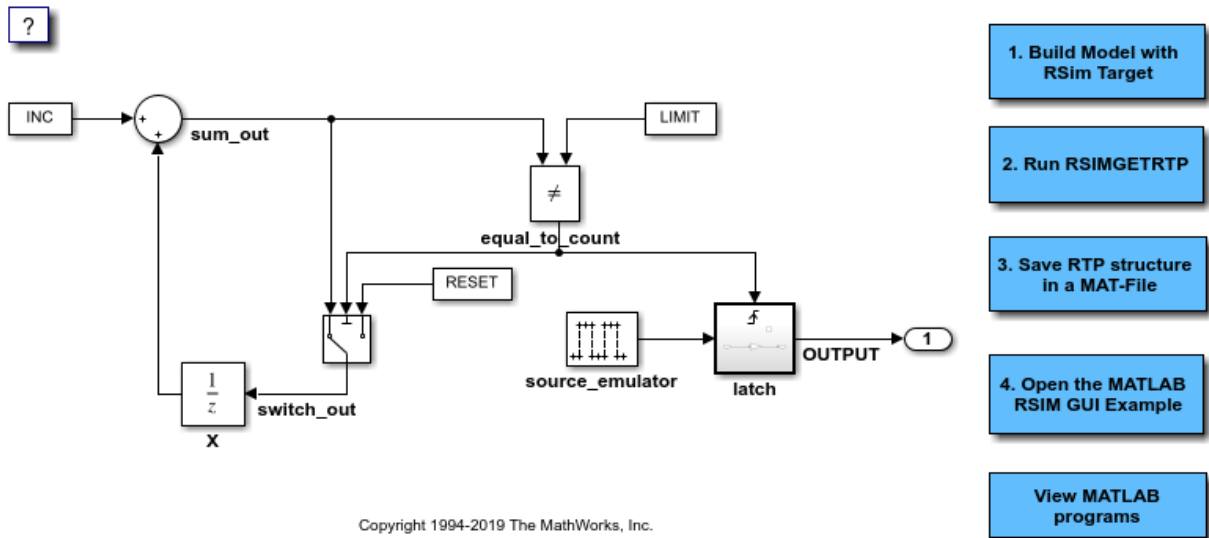 ?
INC
+
+
sum_out
LIMIT
≠
equal_to_count
RESET
1
z
X
switch_out
source_emulator
latch
OUTPUT
1
1. Build Model with
RSim Target
2. Run RSIMGETRTP
3. Save RTP structure
in a MAT-File
4. Open the MATLAB
RSIM GUI Example
View MATLAB
programs
Copyright 1994-2019 The MathWorks, Inc.